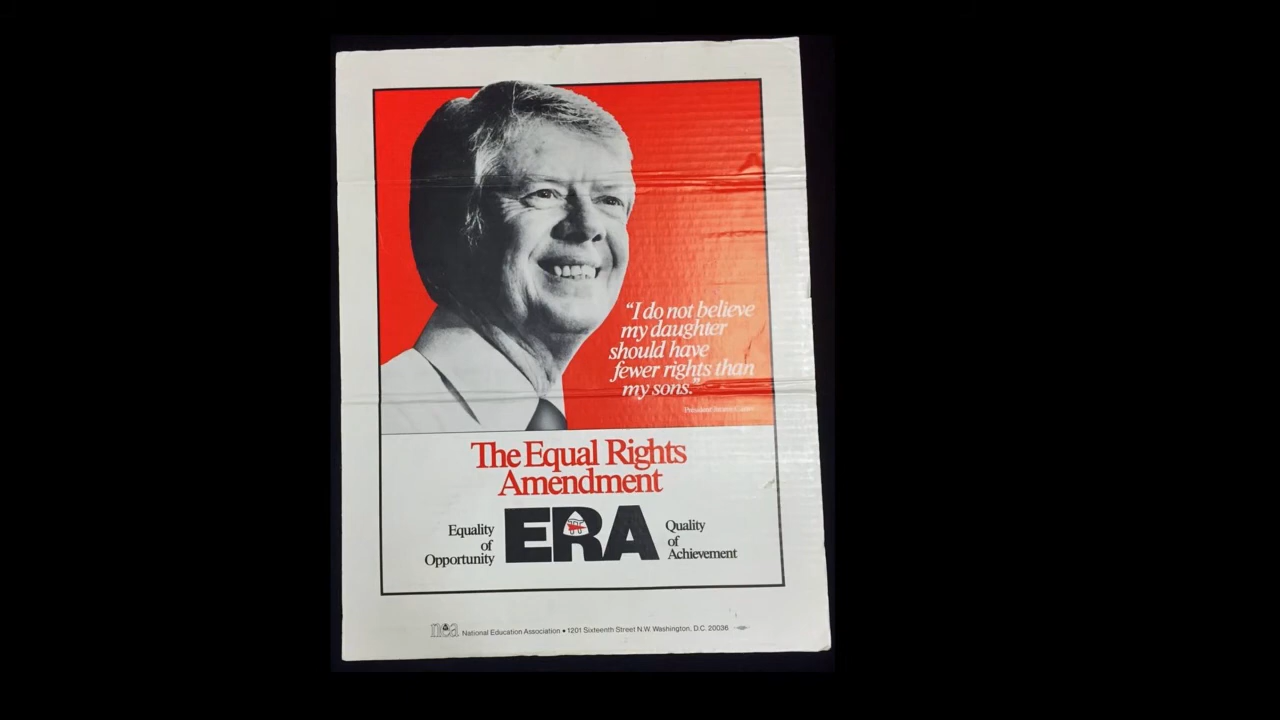 “I do not believe
my daughter
should have
fewer rights than
my sons.”
President Jimmy Carter
The Equal Rights
Amendment
Equality
of
Opportunity
ERA
Quality
of
Achievement
nea National Education Association • 1201 Sixteenth Street N.W. Washington, D.C. 20036